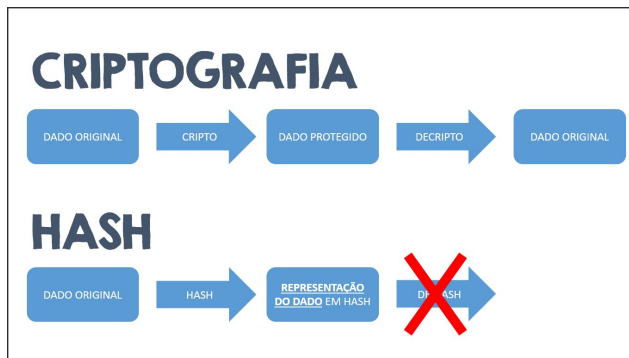 CRIPTOGRAFIA
DADO ORIGINAL CRIPTO DADO PROTEGIDO DECRIPTO DADO ORIGINAL
HASH
DADO ORIGINAL HASH REPRESENTAÇÃO
DO DADO EM HASH